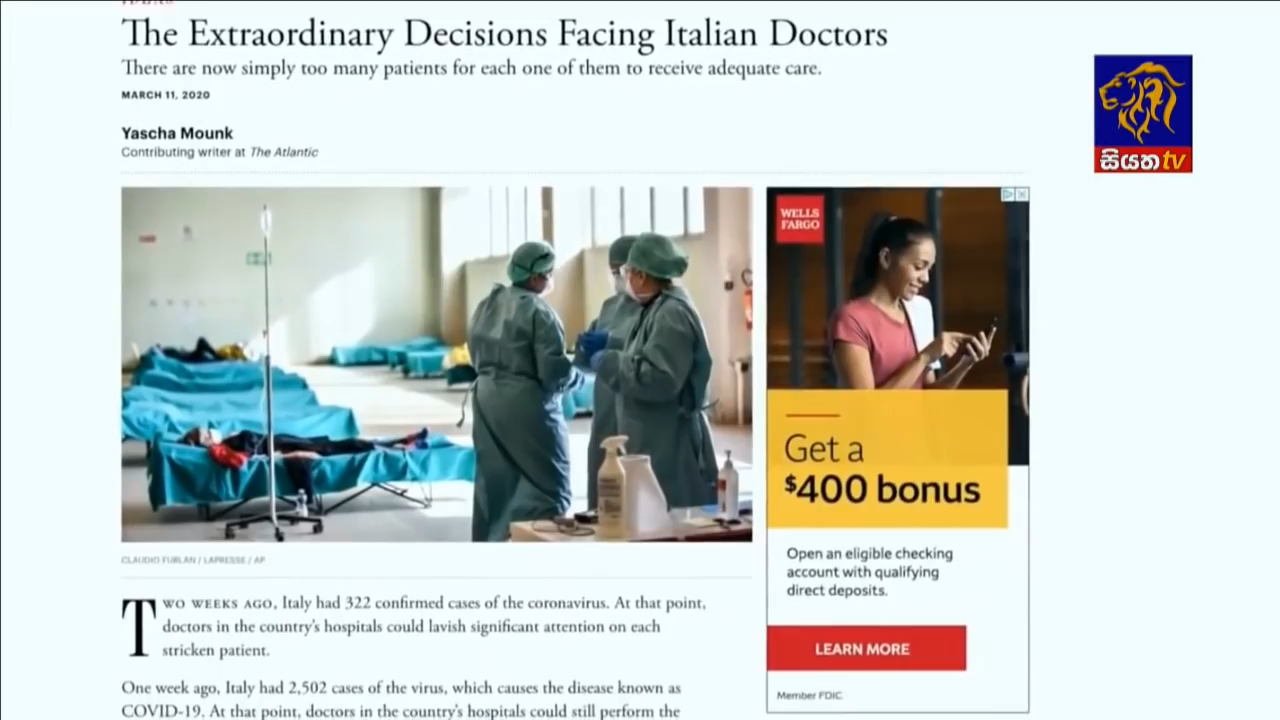 The Extraordinary Decisions Facing Italian Doctors
There are now simply too many patients for each one of them to receive adequate care.
MARCH 11, 2020
Yascha Mounk
Contributing writer at The Atlantic
සියත tv
WELLS
FARGO
Get a
$400 bonus
Open an eligible checking
account with qualifying
direct deposits.
LEARN MORE
Member FDIC
CLAUDIO FURLAN / LAPRESSE / AP
TWO WEEKS AGO, Italy had 322 confirmed cases of the coronavirus. At that point,
doctors in the country's hospitals could lavish significant attention on each
stricken patient.
One week ago, Italy had 2,502 cases of the virus, which causes the disease known as
COVID-19. At that point, doctors in the country's hospitals could still perform the